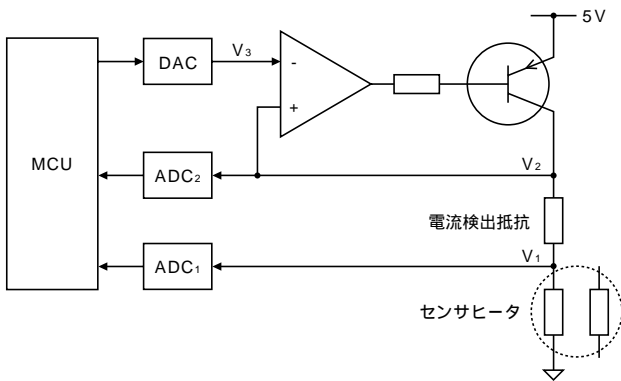 5V
DAC
V₃
-
+
MCU
ADC₂
V₂
電流検出抵抗
ADC₁
V₁
センサヒータ